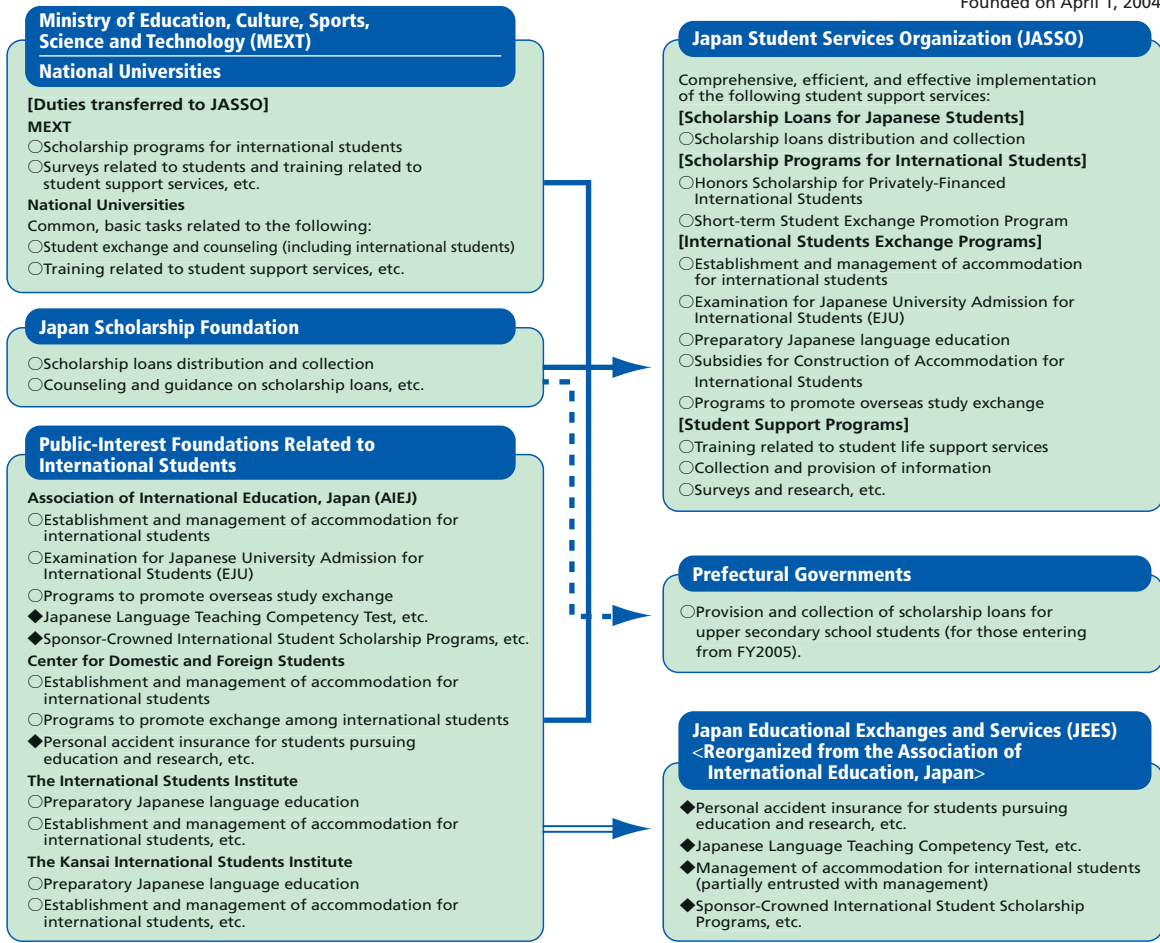 Founded on April 1, 2004
Ministry of Education, Culture, Sports,
Science and Technology (MEXT)
National Universities
[Duties transferred to JASSO]
MEXT
○Scholarship programs for international students
○Surveys related to students and training related to
student support services, etc.
National Universities
Common, basic tasks related to the following:
○Student exchange and counseling (including international students)
○Training related to student support services, etc.
Japan Scholarship Foundation
○Scholarship loans distribution and collection
○Counseling and guidance on scholarship loans, etc.
Public-Interest Foundations Related to
International Students
Association of International Education, Japan (AIEJ)
○Establishment and management of accommodation for
international students
○Examination for Japanese University Admission for
International Students (EJU)
○Programs to promote overseas study exchange
◆Japanese Language Teaching Competency Test, etc.
◆Sponsor-Crowned International Student Scholarship Programs, etc.
Center for Domestic and Foreign Students
○Establishment and management of accommodation for
international students
○Programs to promote exchange among international students
◆Personal accident insurance for students pursuing
education and research, etc.
The International Students Institute
○Preparatory Japanese language education
○Establishment and management of accommodation for
international students, etc.
The Kansai International Students Institute
○Preparatory Japanese language education
○Establishment and management of accommodation for
international students, etc.
Japan Student Services Organization (JASSO)
Comprehensive, efficient, and effective implementation
of the following student support services:
[Scholarship Loans for Japanese Students]
○Scholarship loans distribution and collection
[Scholarship Programs for International Students]
○Honors Scholarship for Privately-Financed
International Students
○Short-term Student Exchange Promotion Program
[International Students Exchange Programs]
○Establishment and management of accommodation
for international students
○Examination for Japanese University Admission for
International Students (EJU)
○Preparatory Japanese language education
○Subsidies for Construction of Accommodation for
International Students
○Programs to promote overseas study exchange
[Student Support Programs]
○Training related to student life support services
○Collection and provision of information
○Surveys and research, etc.
Prefectural Governments
○Provision and collection of scholarship loans for
upper secondary school students (for those entering
from FY2005).
Japan Educational Exchanges and Services (JEES)
<Reorganized from the Association of
International Education, Japan>
◆Personal accident insurance for students pursuing
education and research, etc.
◆Japanese Language Teaching Competency Test, etc.
◆Management of accommodation for international students
(partially entrusted with management)
◆Sponsor-Crowned International Student Scholarship
Programs, etc.